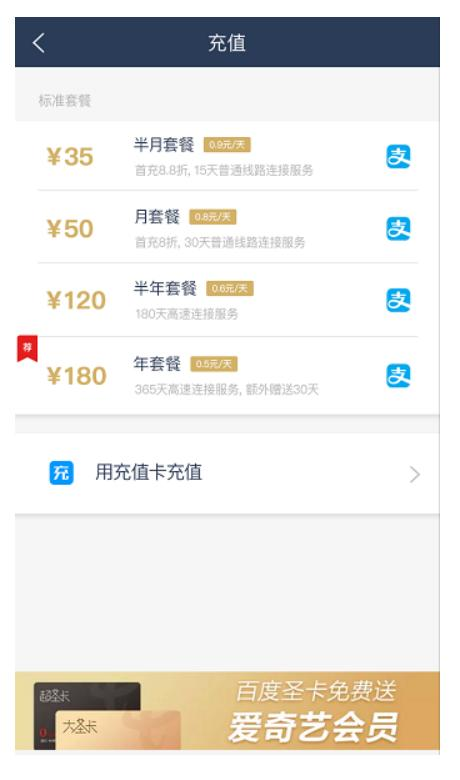 充值
标准套餐
¥35
半月套餐 0.9元/天
首充8.8折, 15天普通线路连接服务
支
¥50
月套餐 0.8元/天
首充8折, 30天普通线路连接服务
支
¥120
半年套餐 0.6元/天
180天高速连接服务
支
荐
¥180
年套餐 0.5元/天
365天高速连接服务, 额外赠送30天
支
充 用充值卡充值
超圣卡
大圣卡
百度圣卡免费送
爱奇艺会员